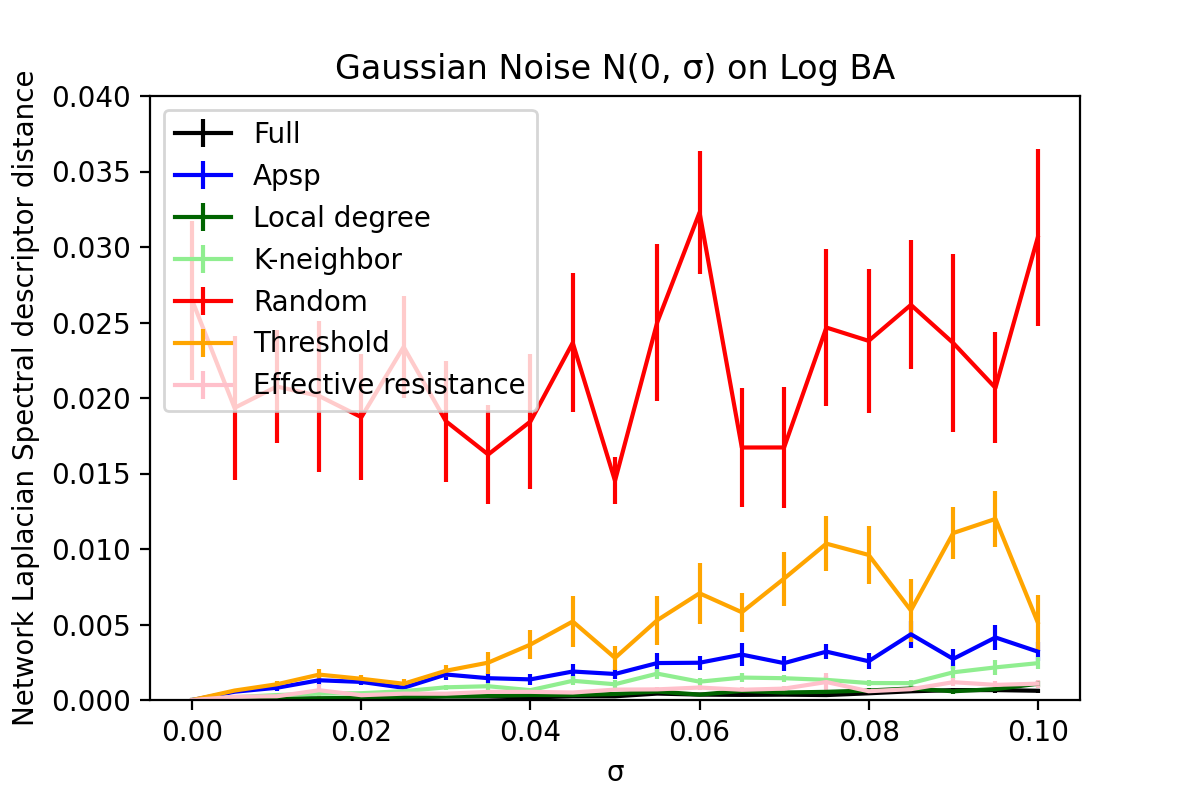 Gaussian Noise N(0, σ) on Log BA
Network Laplacian Spectral descriptor distance
0.040
0.035
0.030
0.025
0.020
0.015
0.010
0.005
0.000
Full
Apsp
Local degree
K-neighbor
Random
Threshold
Effective resistance
0.00 0.02 0.04 0.06 0.08 0.10
σ